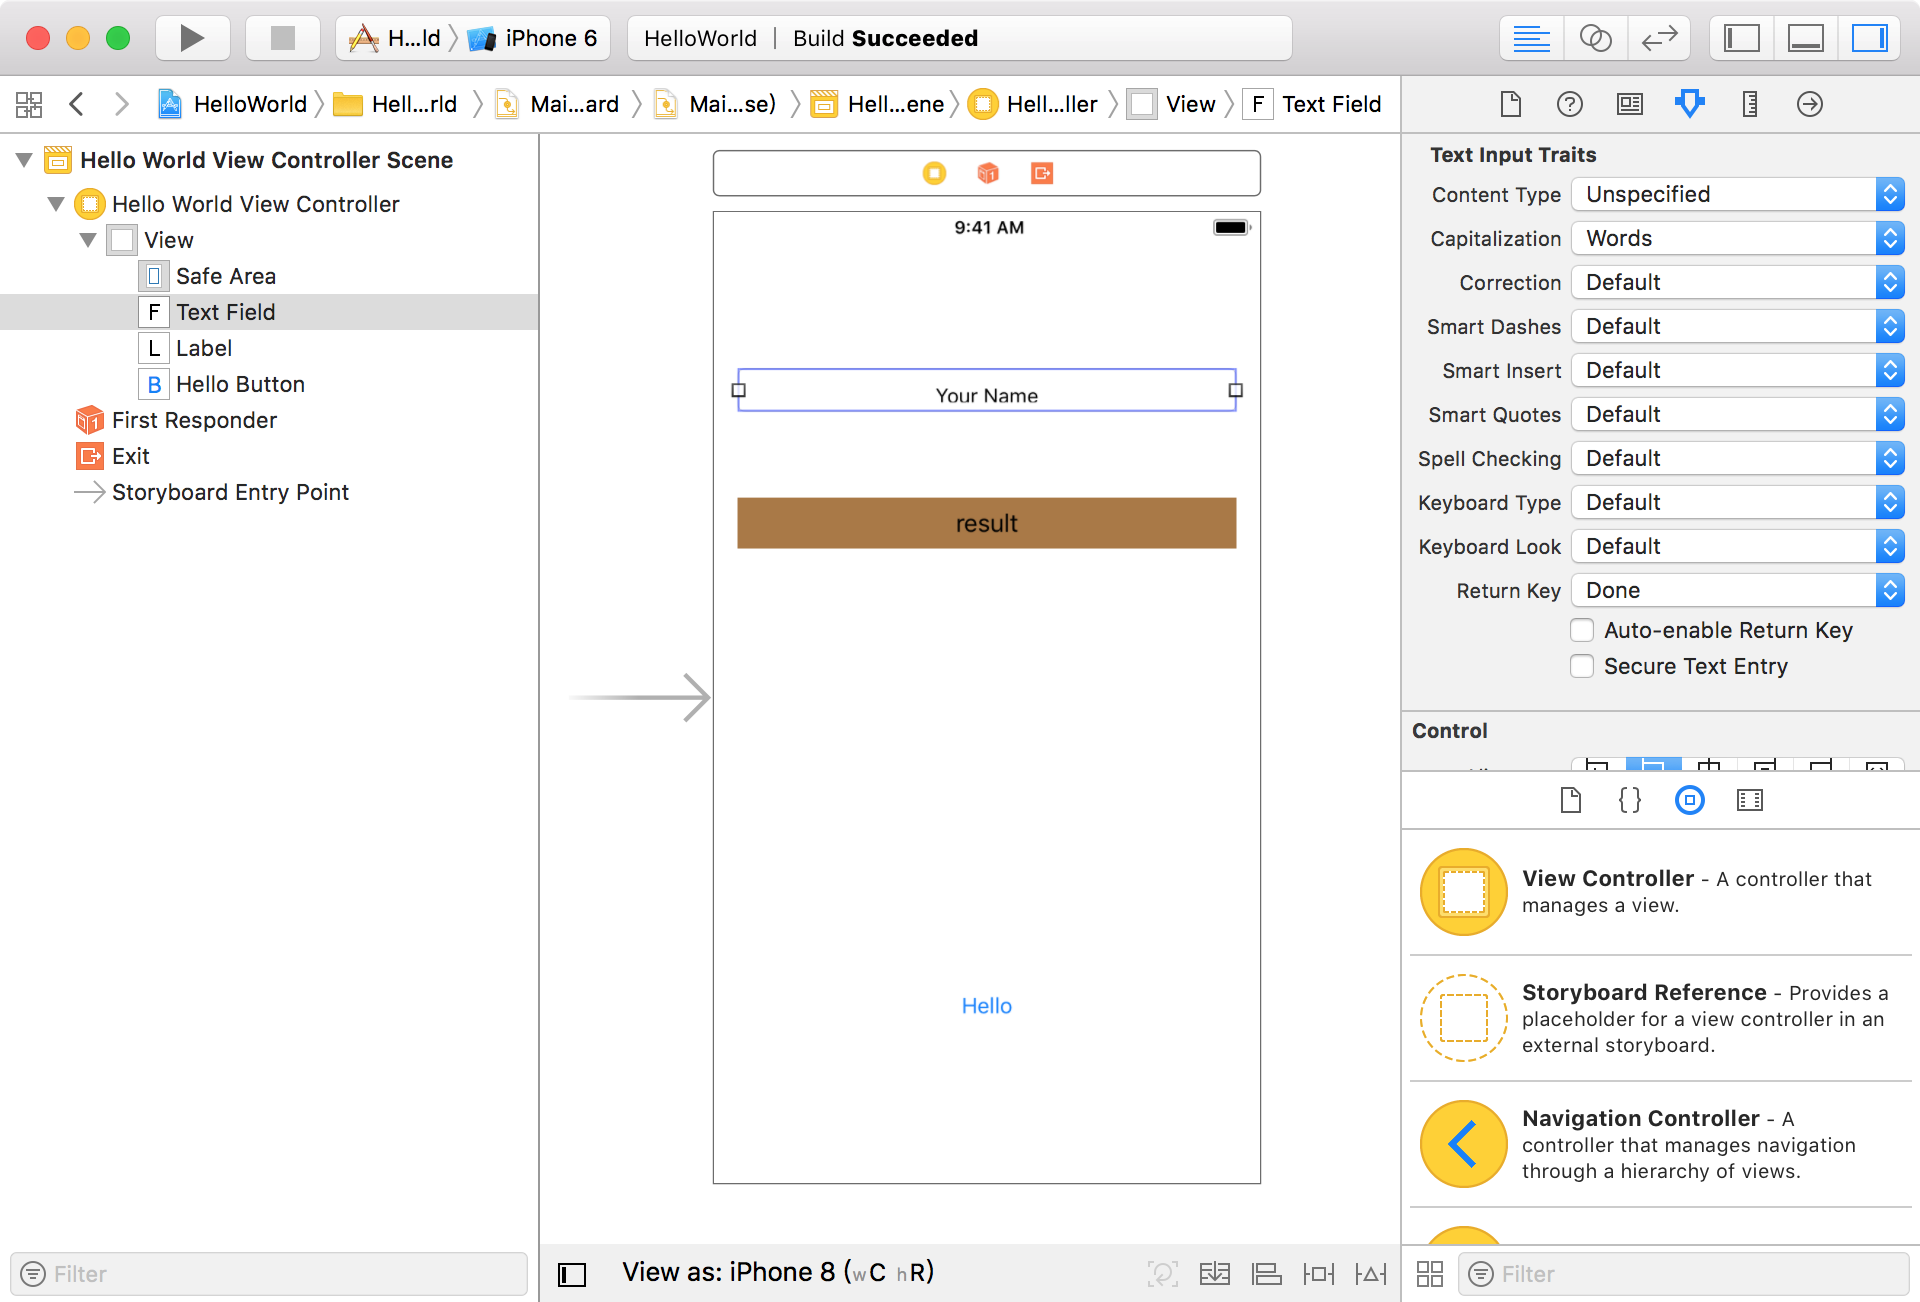 H...ld iPhone 6
HelloWorld | Build Succeeded
HelloWorld Hell...rld Mai...ard Mai...se) Hell...ene Hell...ller View F Text Field
Hello World View Controller Scene
Hello World View Controller
View
Safe Area
F Text Field
L Label
B Hello Button
First Responder
Exit
Storyboard Entry Point
Filter
9:41 AM
Your Name
result
Hello
View as: iPhone 8 (wC hR)
Text Input Traits
Content Type Unspecified
Capitalization Words
Correction Default
Smart Dashes Default
Smart Insert Default
Smart Quotes Default
Spell Checking Default
Keyboard Type Default
Keyboard Look Default
Return Key Done
Auto-enable Return Key
Secure Text Entry
Control
{}
View Controller - A controller that
manages a view.
Storyboard Reference - Provides a
placeholder for a view controller in an
external storyboard.
Navigation Controller - A
controller that manages navigation
through a hierarchy of views.
Filter